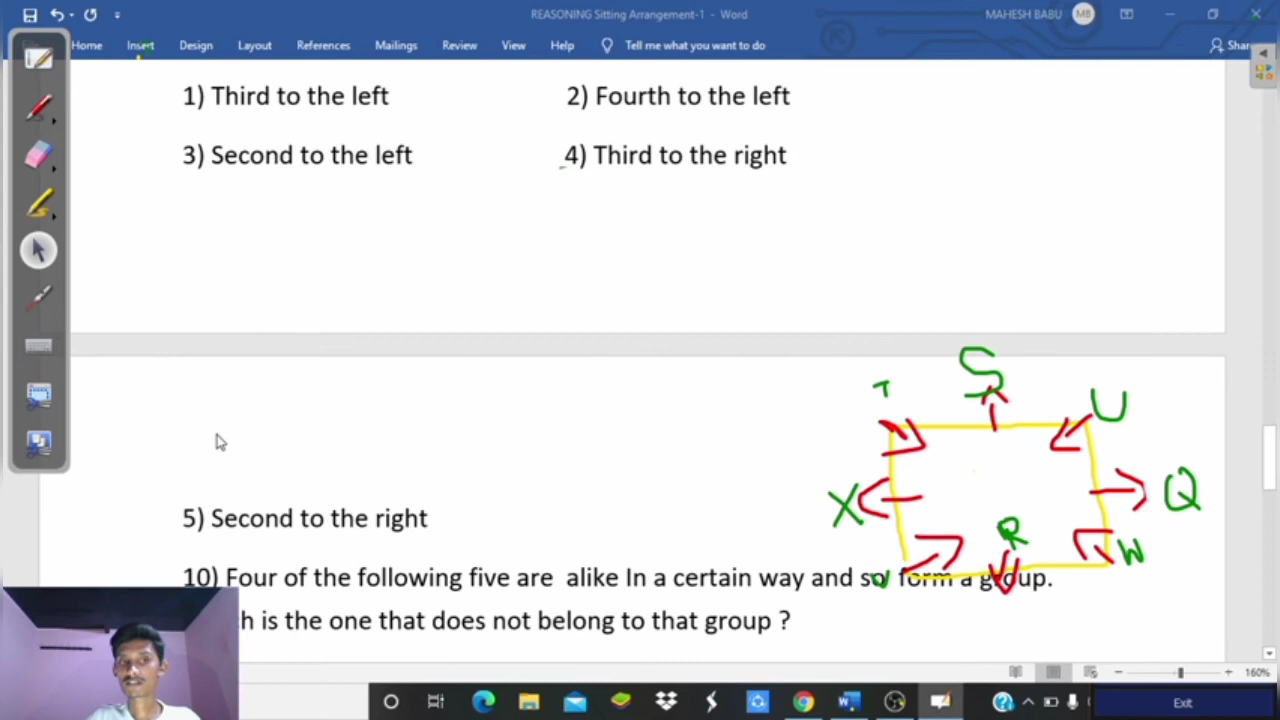 REASONING Sitting Arrangement-1 - Word
MAHESH BABU MB
Home Insert Design Layout References Mailings Review View Help Tell me what you want to do
1) Third to the left 2) Fourth to the left
3) Second to the left 4) Third to the right
S
T U
X Q
R
W
V
5) Second to the right
10) Four of the following five are alike In a certain way and so form a group.
is the one that does not belong to that group ?
160%
Exit